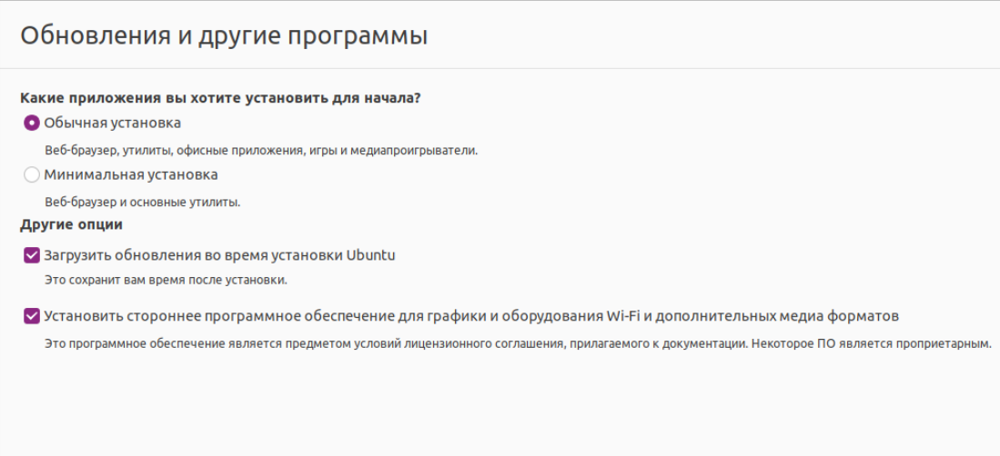 Обновления и другие программы
Какие приложения вы хотите установить для начала?
Обычная установка
Веб-браузер, утилиты, офисные приложения, игры и медиапроигрыватели.
Минимальная установка
Веб-браузер и основные утилиты.
Другие опции
Загрузить обновления во время установки Ubuntu
Это сохранит вам время после установки.
Установить стороннее программное обеспечение для графики и оборудования Wi-Fi и дополнительных медиа форматов
Это программное обеспечение является предметом условий лицензионного соглашения, прилагаемого к документации. Некоторое ПО является проприетарным.